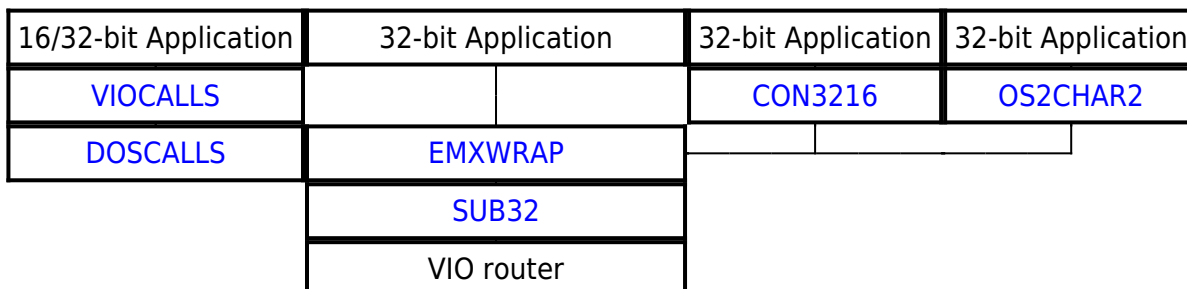 16/32-bit Application 32-bit Application 32-bit Application 32-bit Application
VIOCALLS CON3216 OS2CHAR2
DOSCALLS EMXWRAP
SUB32
VIO router